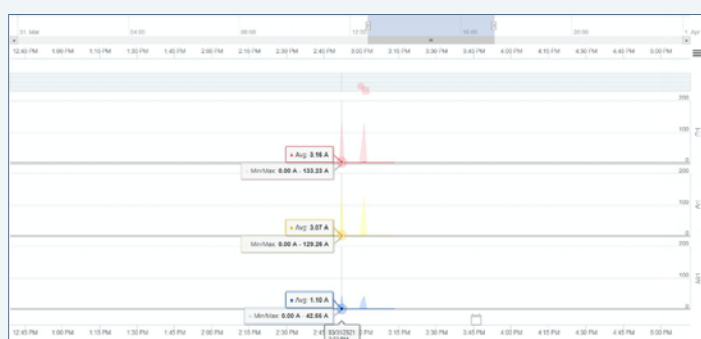 31. Mar 04:00 08:00 12:00 16:00 20:00 1. Apr
12:45 PM 1:00 PM 1:15 PM 1:30 PM 1:45 PM 2:00 PM 2:15 PM 2:30 PM 2:45 PM 3:00 PM 3:15 PM 3:30 PM 3:45 PM 4:00 PM 4:15 PM 4:30 PM 4:45 PM 5:00 PM
200
100
Avg: 3.16 A
0
Min/Max: 0.00 A - 133.23 A
200
100
Avg: 3.07 A
0
Min/Max: 0.00 A - 129.26 A
200
100
Avg: 1.10 A
0
Min/Max: 0.00 A - 42.66 A
12:45 PM 1:00 PM 1:15 PM 1:30 PM 1:45 PM 2:00 PM 2:15 PM 2:30 PM 3:15 PM 3:30 PM 3:45 PM 4:00 PM 4:15 PM 4:30 PM 4:45 PM 5:00 PM